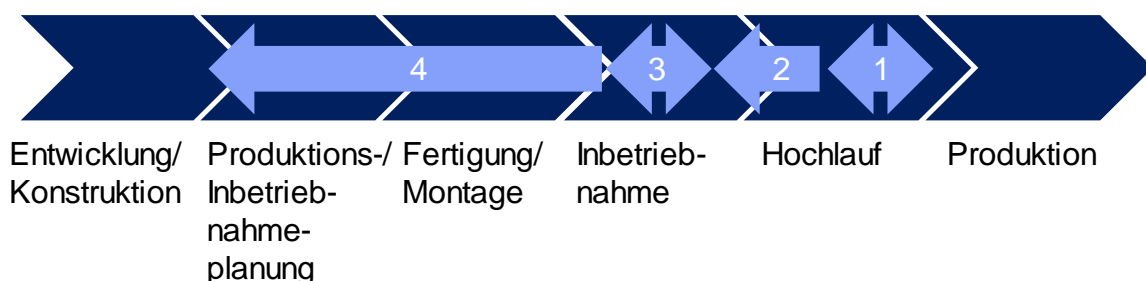 4
3
2
1
Entwicklung/
Konstruktion
Produktions-/
Inbetrieb-
nahme-
planung
Fertigung/
Montage
Inbetrieb-
nahme
Hochlauf
Produktion